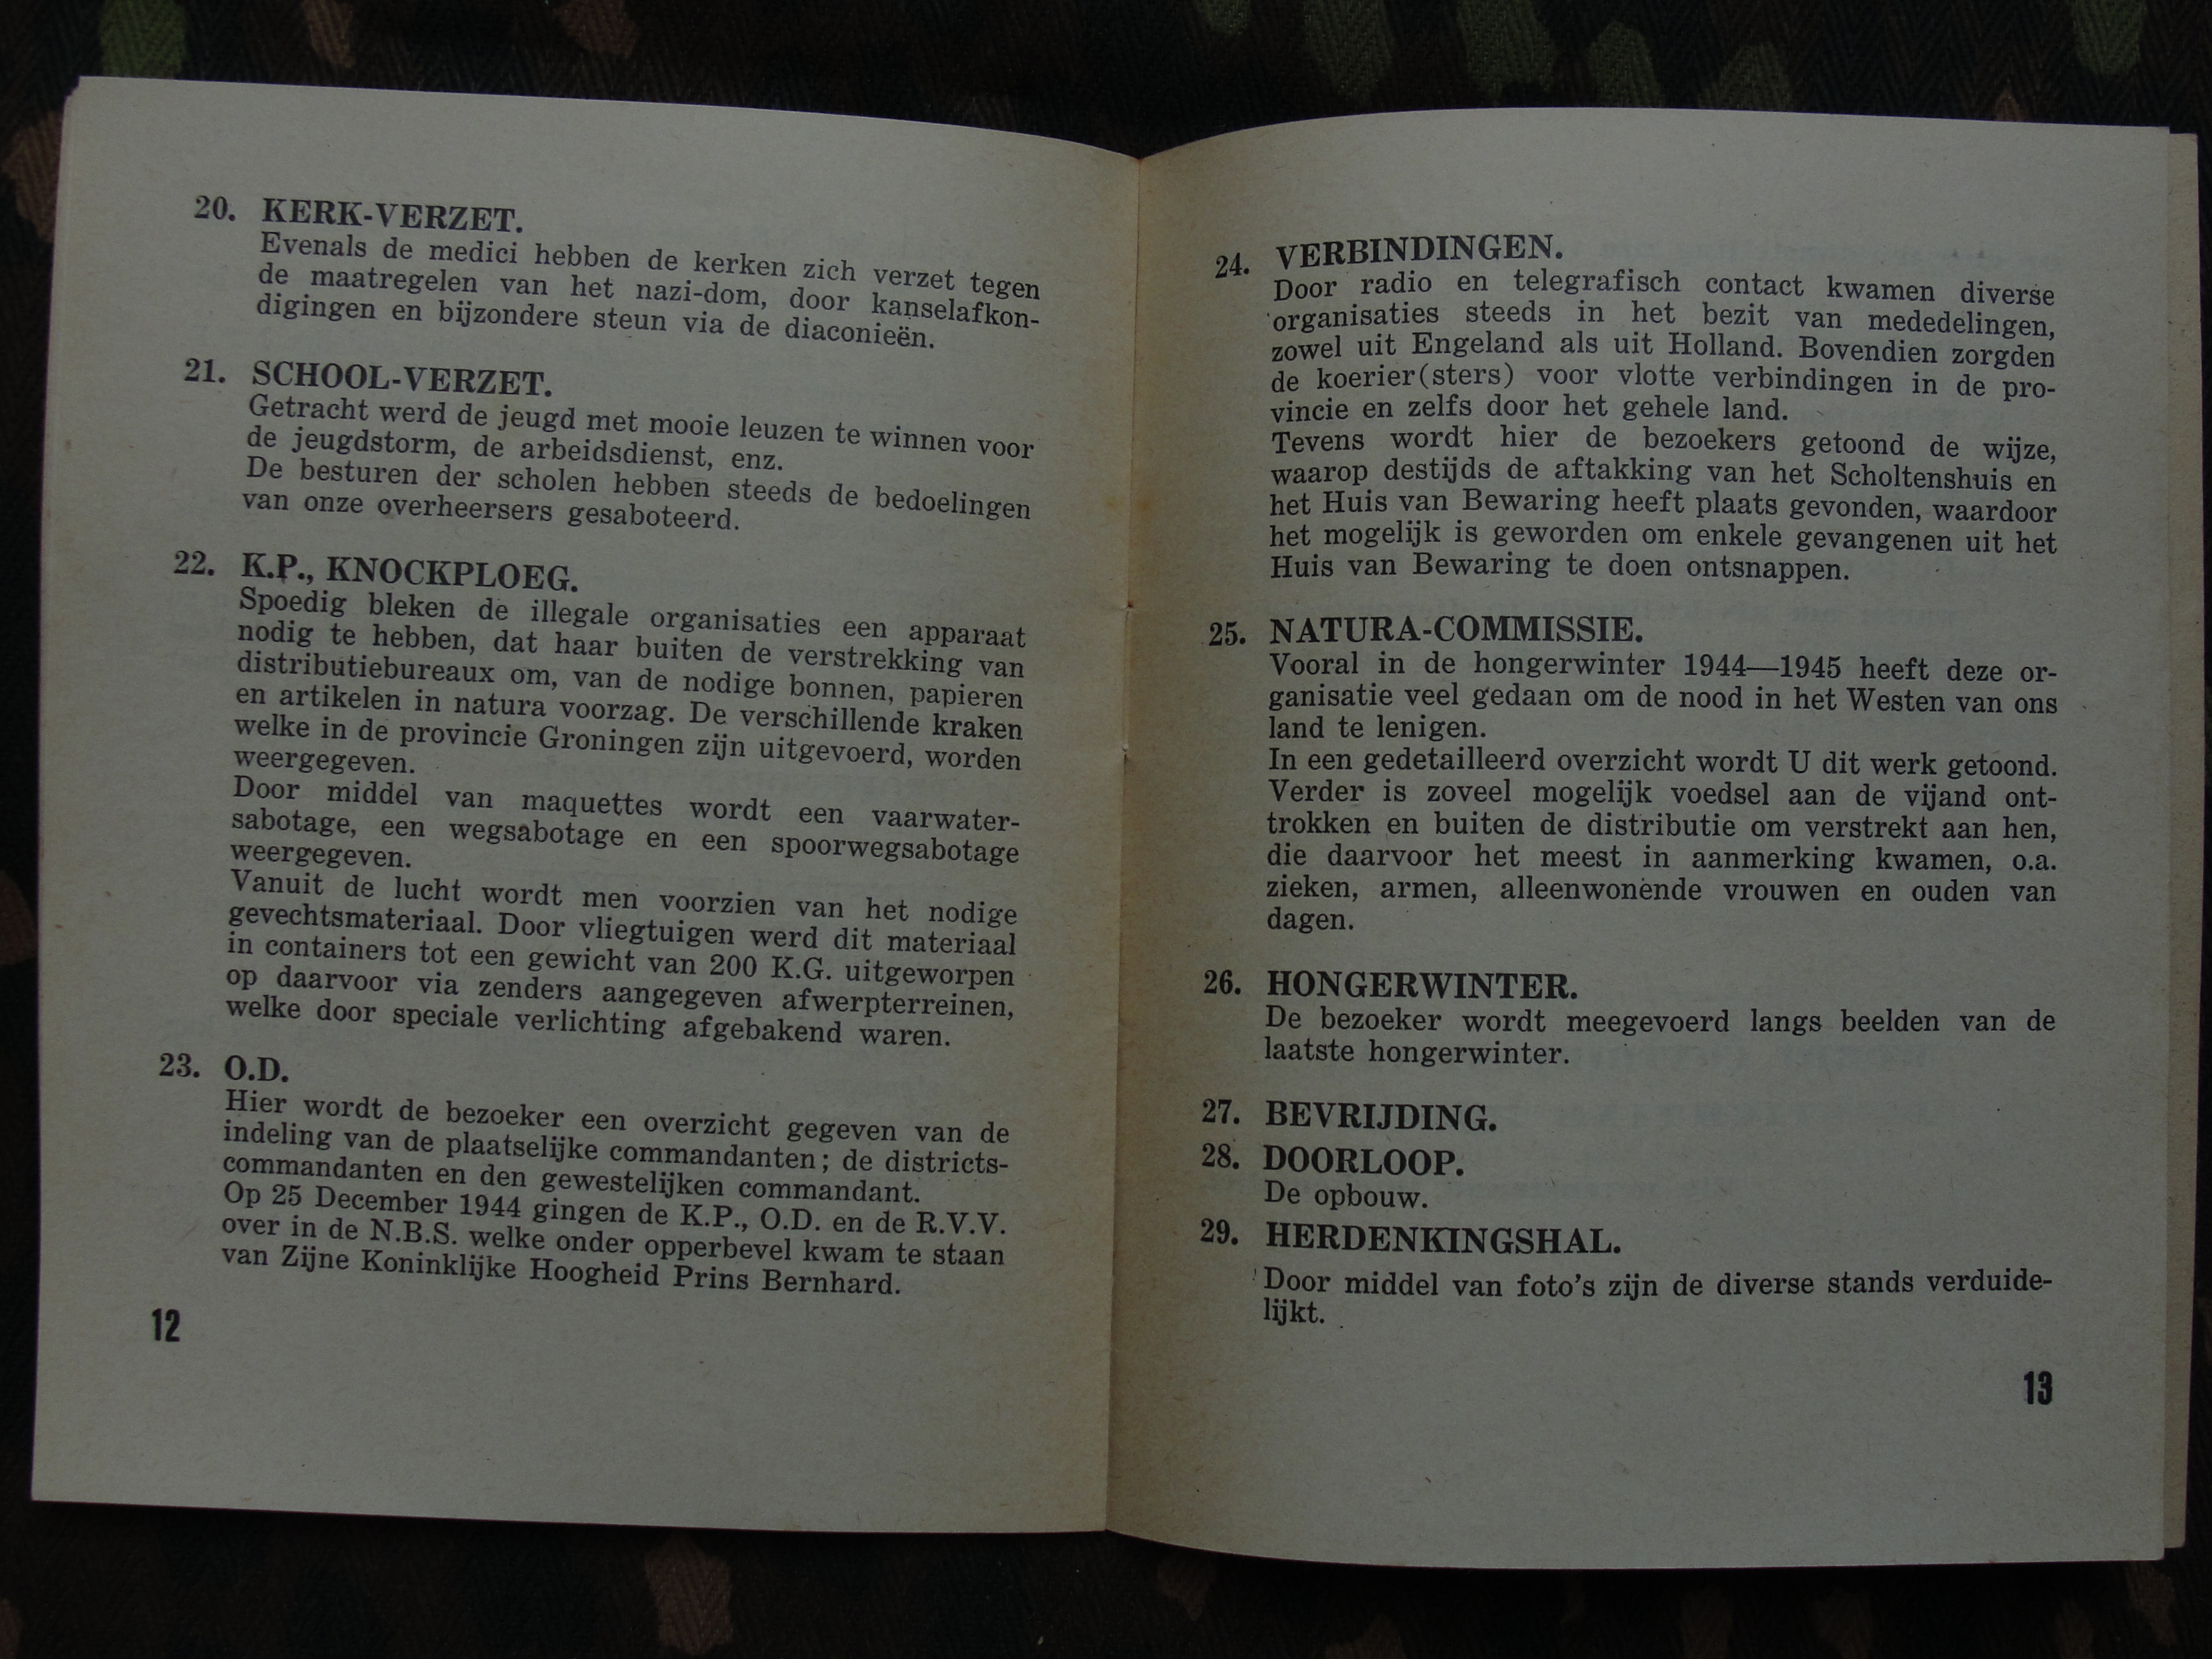 20. KERK-VERZET.
Evenals de medici hebben de kerken zich verzet tegen
de maatregelen van het nazi-dom, door kanselafkon-
digingen en bijzondere steun via de diaconieën.
21. SCHOOL-VERZET.
Getracht werd de jeugd met mooie leuzen te winnen voor
de jeugdstorm, de arbeidsdienst, enz.
De besturen der scholen hebben steeds de bedoelingen
van onze overheersers gesaboteerd.
22. K.P., KNOCKPLOEG.
Spoedig bleken de illegale organisaties een apparaat
nodig te hebben, dat haar buiten de verstrekking van
distributiebureaux om, van de nodige bonnen, papieren
en artikelen in natura voorzag. De verschillende kraken
welke in de provincie Groningen zijn uitgevoerd, worden
weergegeven.
Door middel van maquettes wordt een vaarwater-
sabotage, een wegsabotage en een spoorwegsabotage
weergegeven.
Vanuit de lucht wordt men voorzien van het nodige
gevechtsmateriaal. Door vliegtuigen werd dit materiaal
in containers tot een gewicht van 200 K.G. uitgeworpen
op daarvoor via zenders aangegeven afwerpterreinen,
welke door speciale verlichting afgebakend waren.
23. O.D.
Hier wordt de bezoeker een overzicht gegeven van de
indeling van de plaatselijke commandanten; de districts-
commandanten en den gewestelijken commandant.
Op 25 December 1944 gingen de K.P., O.D. en de R.V.V.
over in de N.B.S. welke onder opperbevel kwam te staan
van Zijne Koninklijke Hoogheid Prins Bernhard.
12
24. VERBINDINGEN.
Door radio en telegrafisch contact kwamen diverse
organisaties steeds in het bezit van mededelingen,
zowel uit Engeland als uit Holland. Bovendien zorgden
de koerier(sters) voor vlotte verbindingen in de pro-
vincie en zelfs door het gehele land.
Tevens wordt hier de bezoekers getoond de wijze,
waarop destijds de aftakking van het Scholtenshuis en
het Huis van Bewaring heeft plaats gevonden, waardoor
het mogelijk is geworden om enkele gevangenen uit het
Huis van Bewaring te doen ontsnappen.
25. NATURA-COMMISSIE.
Vooral in de hongerwinter 1944—1945 heeft deze or-
ganisatie veel gedaan om de nood in het Westen van ons
land te lenigen.
In een gedetailleerd overzicht wordt U dit werk getoond.
Verder is zoveel mogelijk voedsel aan de vijand ont-
trokken en buiten de distributie om verstrekt aan hen,
die daarvoor het meest in aanmerking kwamen, o.a.
zieken, armen, alleenwonende vrouwen en ouden van
dagen.
26. HONGERWINTER.
De bezoeker wordt meegevoerd langs beelden van de
laatste hongerwinter.
27. BEVRIJDING.
28. DOORLOOP.
De opbouw.
29. HERDENKINGSHAL.
Door middel van foto's zijn de diverse stands verduide-
lijkt.
13